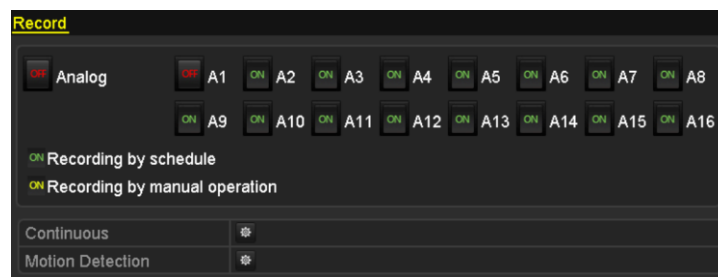 Record
OFF Analog OFF A1 ON A2 ON A3 ON A4 ON A5 ON A6 ON A7 ON A8
ON A9 ON A10 ON A11 ON A12 ON A13 ON A14 ON A15 ON A16
ON Recording by schedule
ON Recording by manual operation
Continuous
Motion Detection